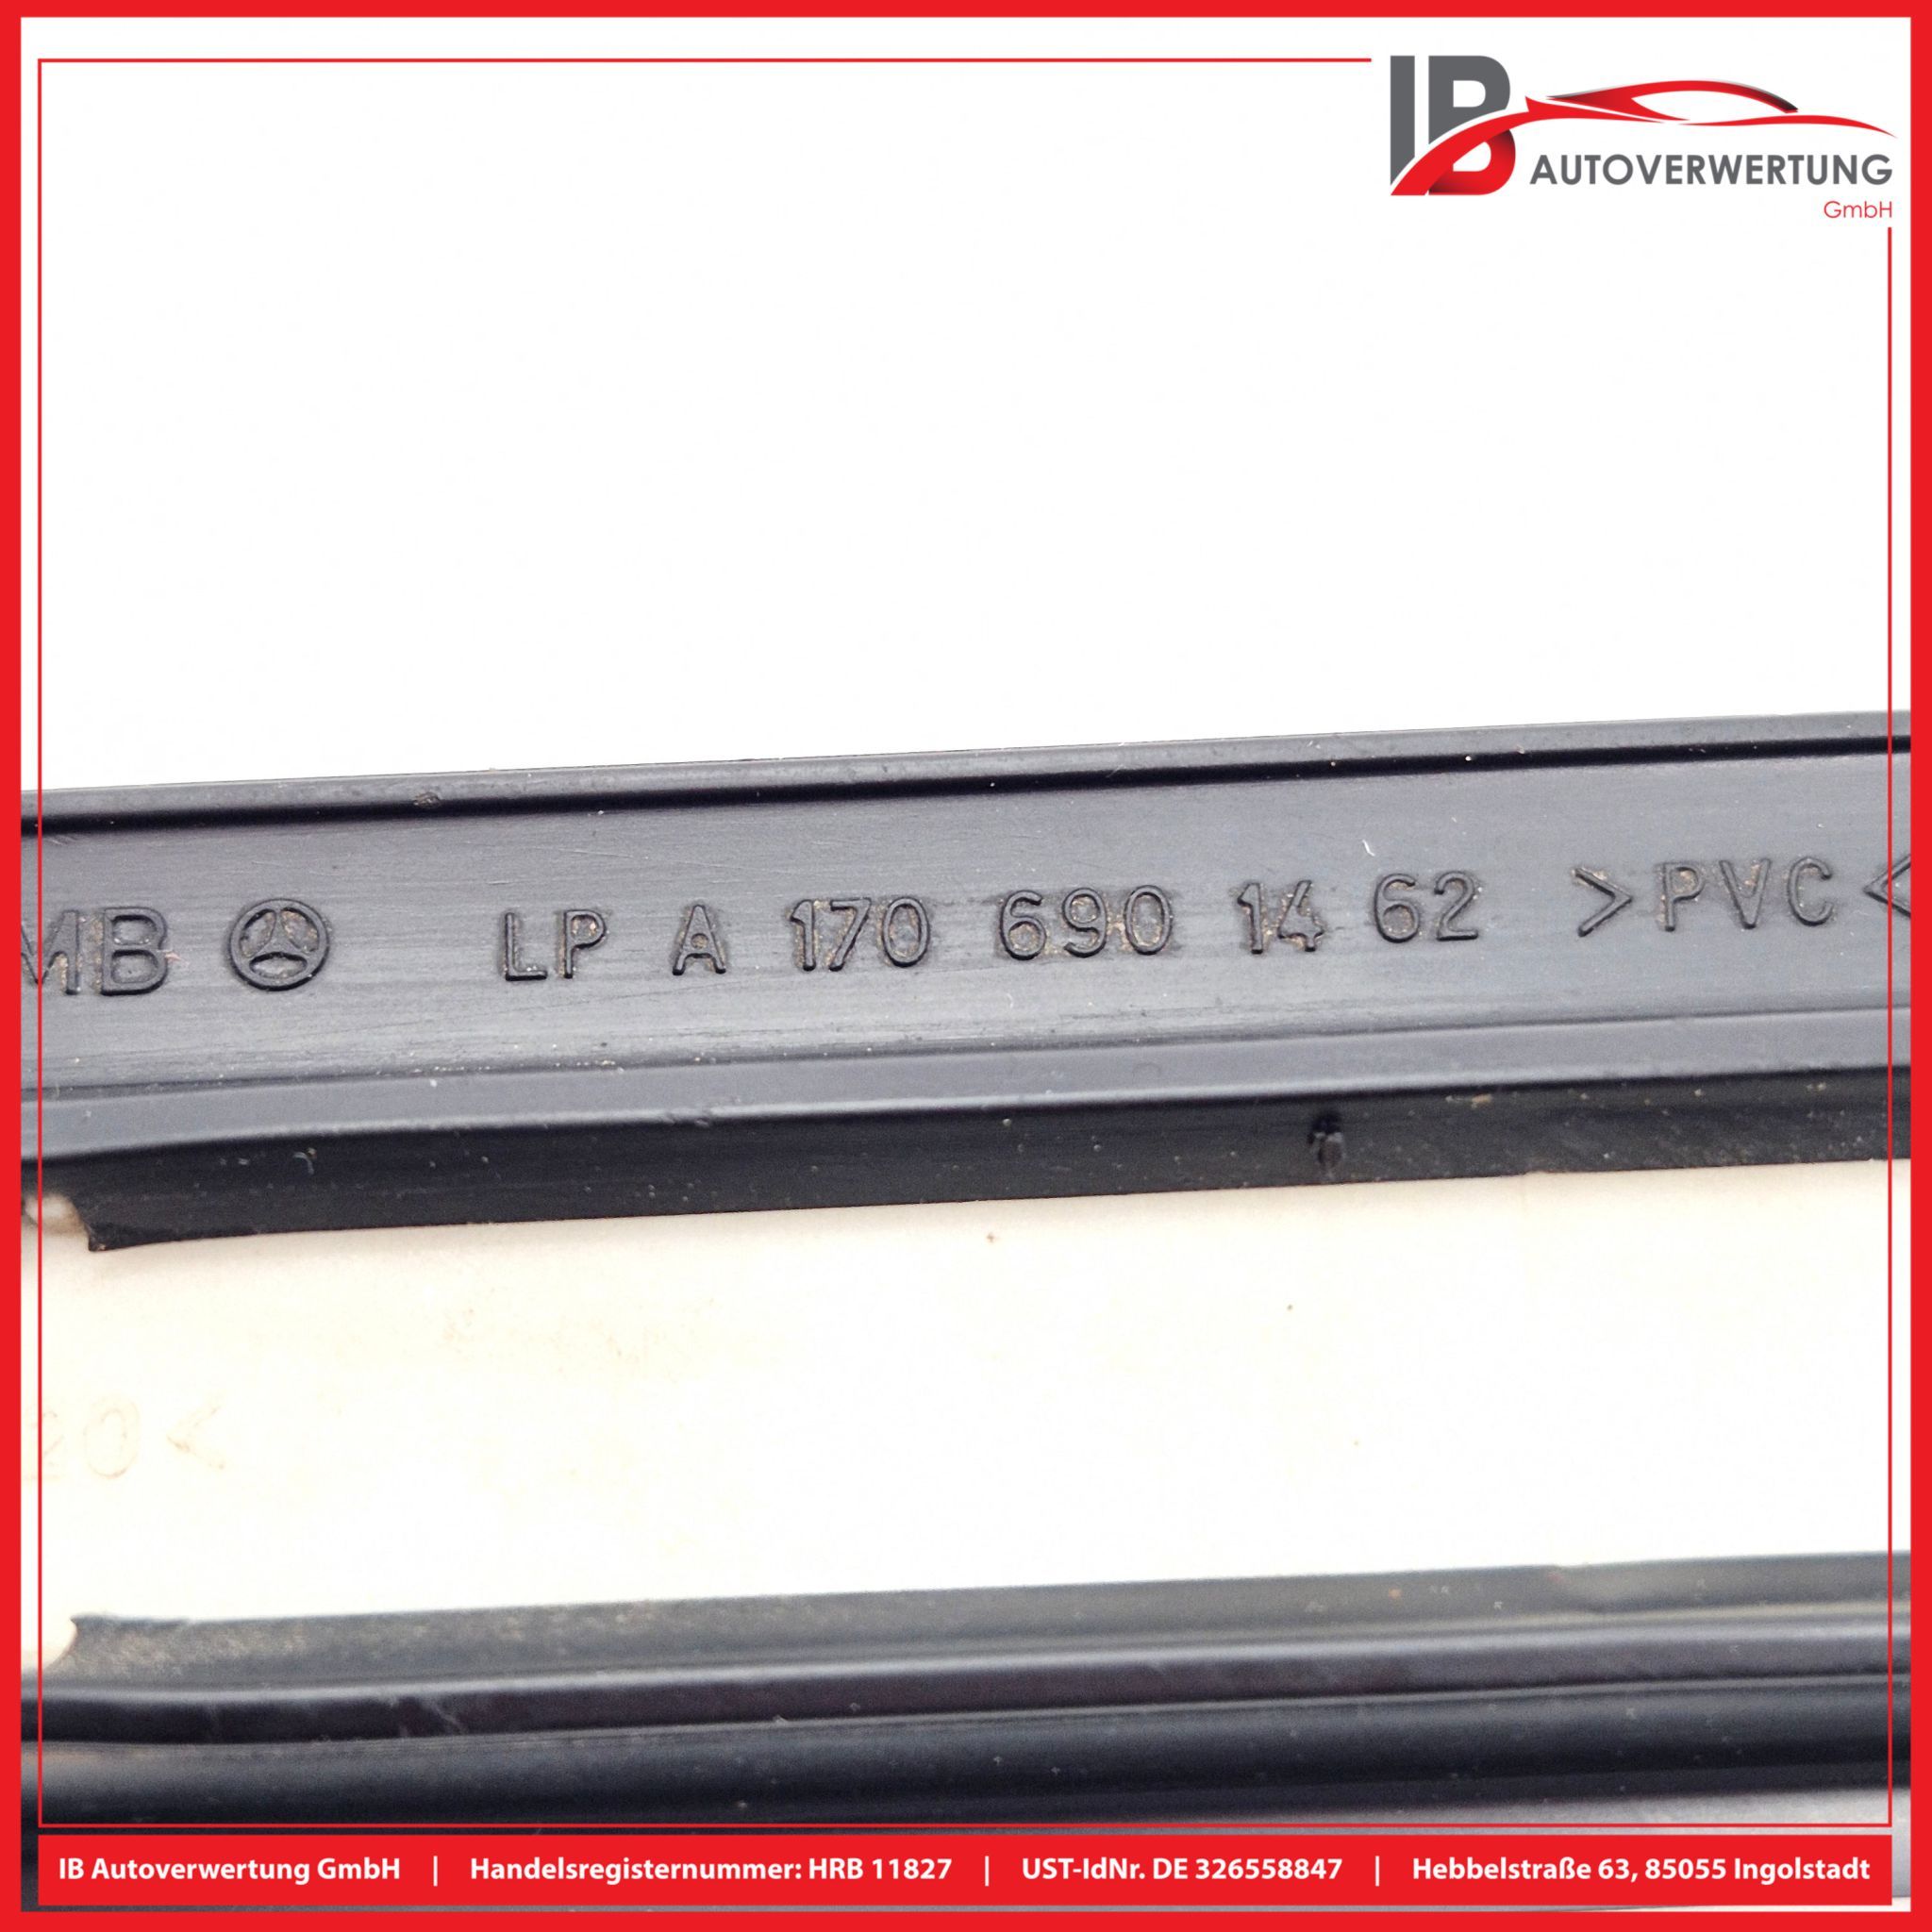 IB
AUTOVERWERTUNG
GmbH
MB LP A 170 690 14 62 >PVC<
IB Autoverwertung GmbH | Handelsregisternummer: HRB 11827 | UST-IdNr. DE 326558847 | Hebbelstraße 63, 85055 Ingolstadt